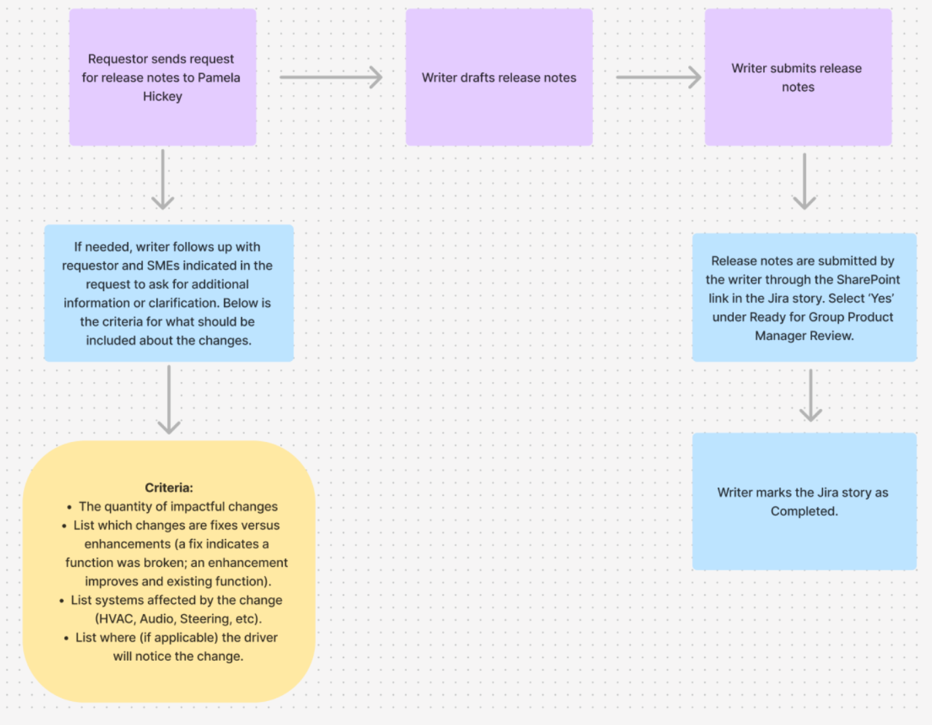 Requestor sends request
for release notes to Pamela
Hickey
Writer drafts release notes
Writer submits release
notes
If needed, writer follows up with
requestor and SMEs indicated in the
request to ask for additional
information or clarification. Below is
the criteria for what should be
included about the changes.
Release notes are submitted by
the writer through the SharePoint
link in the Jira story. Select 'Yes'
under Ready for Group Product
Manager Review.
Criteria:
• The quantity of impactful changes
• List which changes are fixes versus
enhancements (a fix indicates a
function was broken; an enhancement
improves and existing function).
• List systems affected by the change
(HVAC, Audio, Steering, etc).
• List where (if applicable) the driver
will notice the change.
Writer marks the Jira story as
Completed.